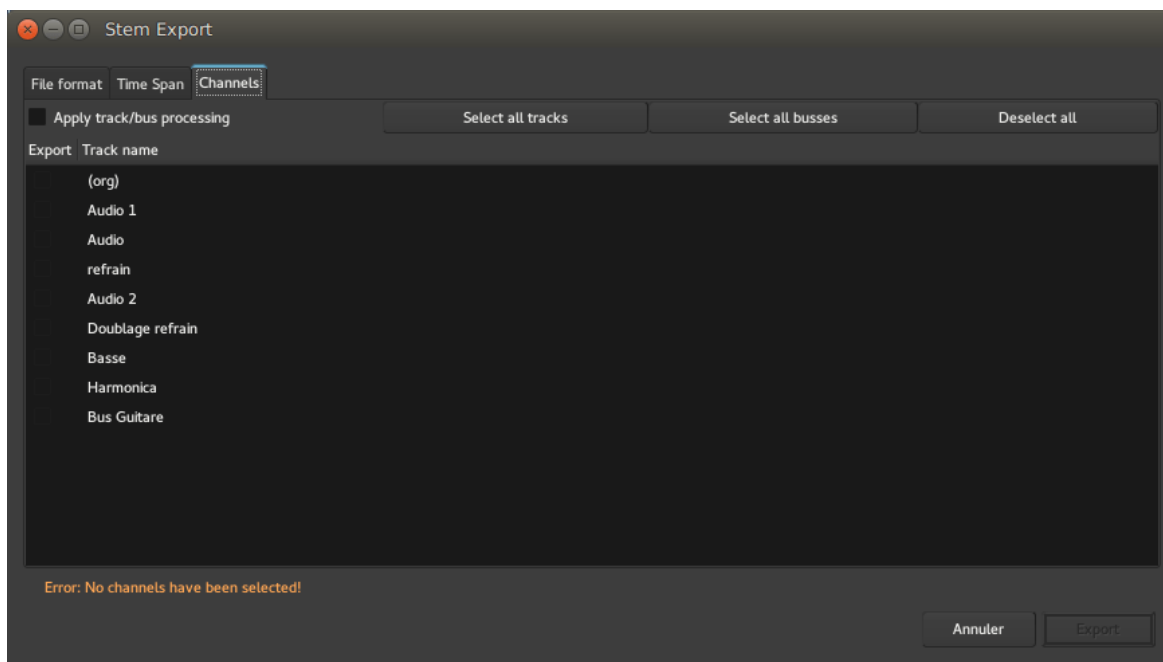 Stem Export
File format Time Span Channels
Apply track/bus processing Select all tracks Select all busses Deselect all
Export Track name
(org)
Audio 1
Audio
refrain
Audio 2
Doublage refrain
Basse
Harmonica
Bus Guitare
Error: No channels have been selected!
Annuler Export